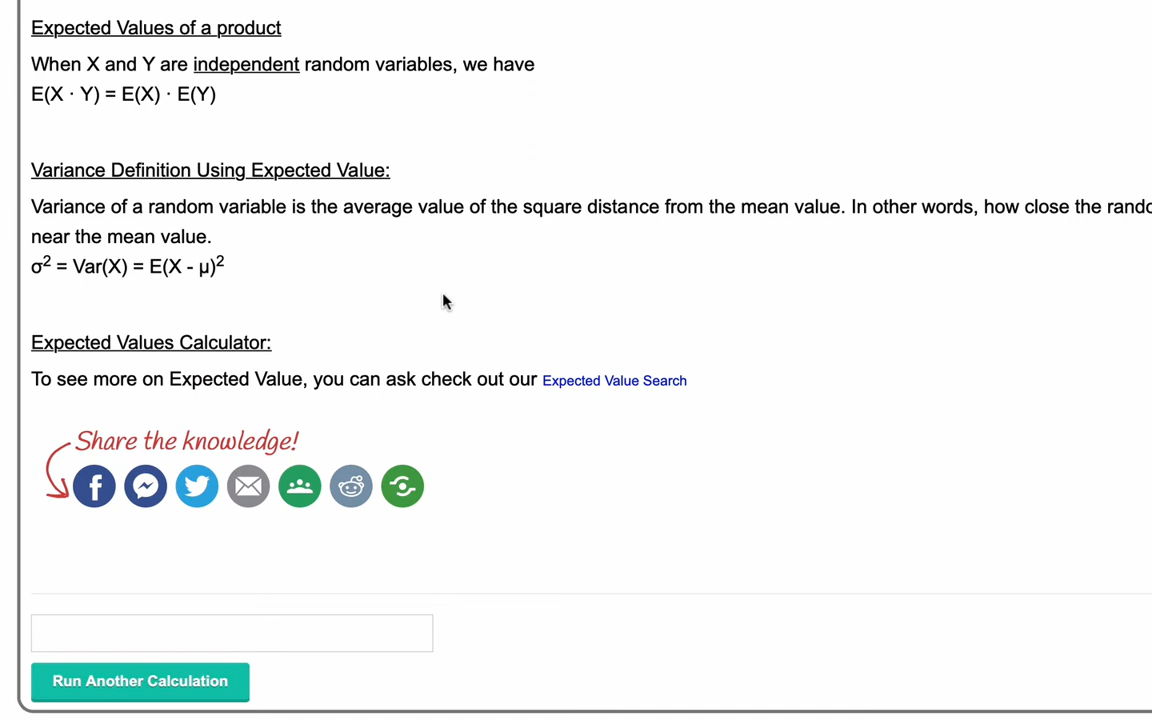 Expected Values of a product
When X and Y are independent random variables, we have
E(X · Y) = E(X) · E(Y)
Variance Definition Using Expected Value:
Variance of a random variable is the average value of the square distance from the mean value. In other words, how close the
near the mean value.
σ² = Var(X) = E(X - μ)²
Expected Values Calculator:
To see more on Expected Value, you can ask check out our Expected Value Search
Share the knowledge!
Run Another Calculation